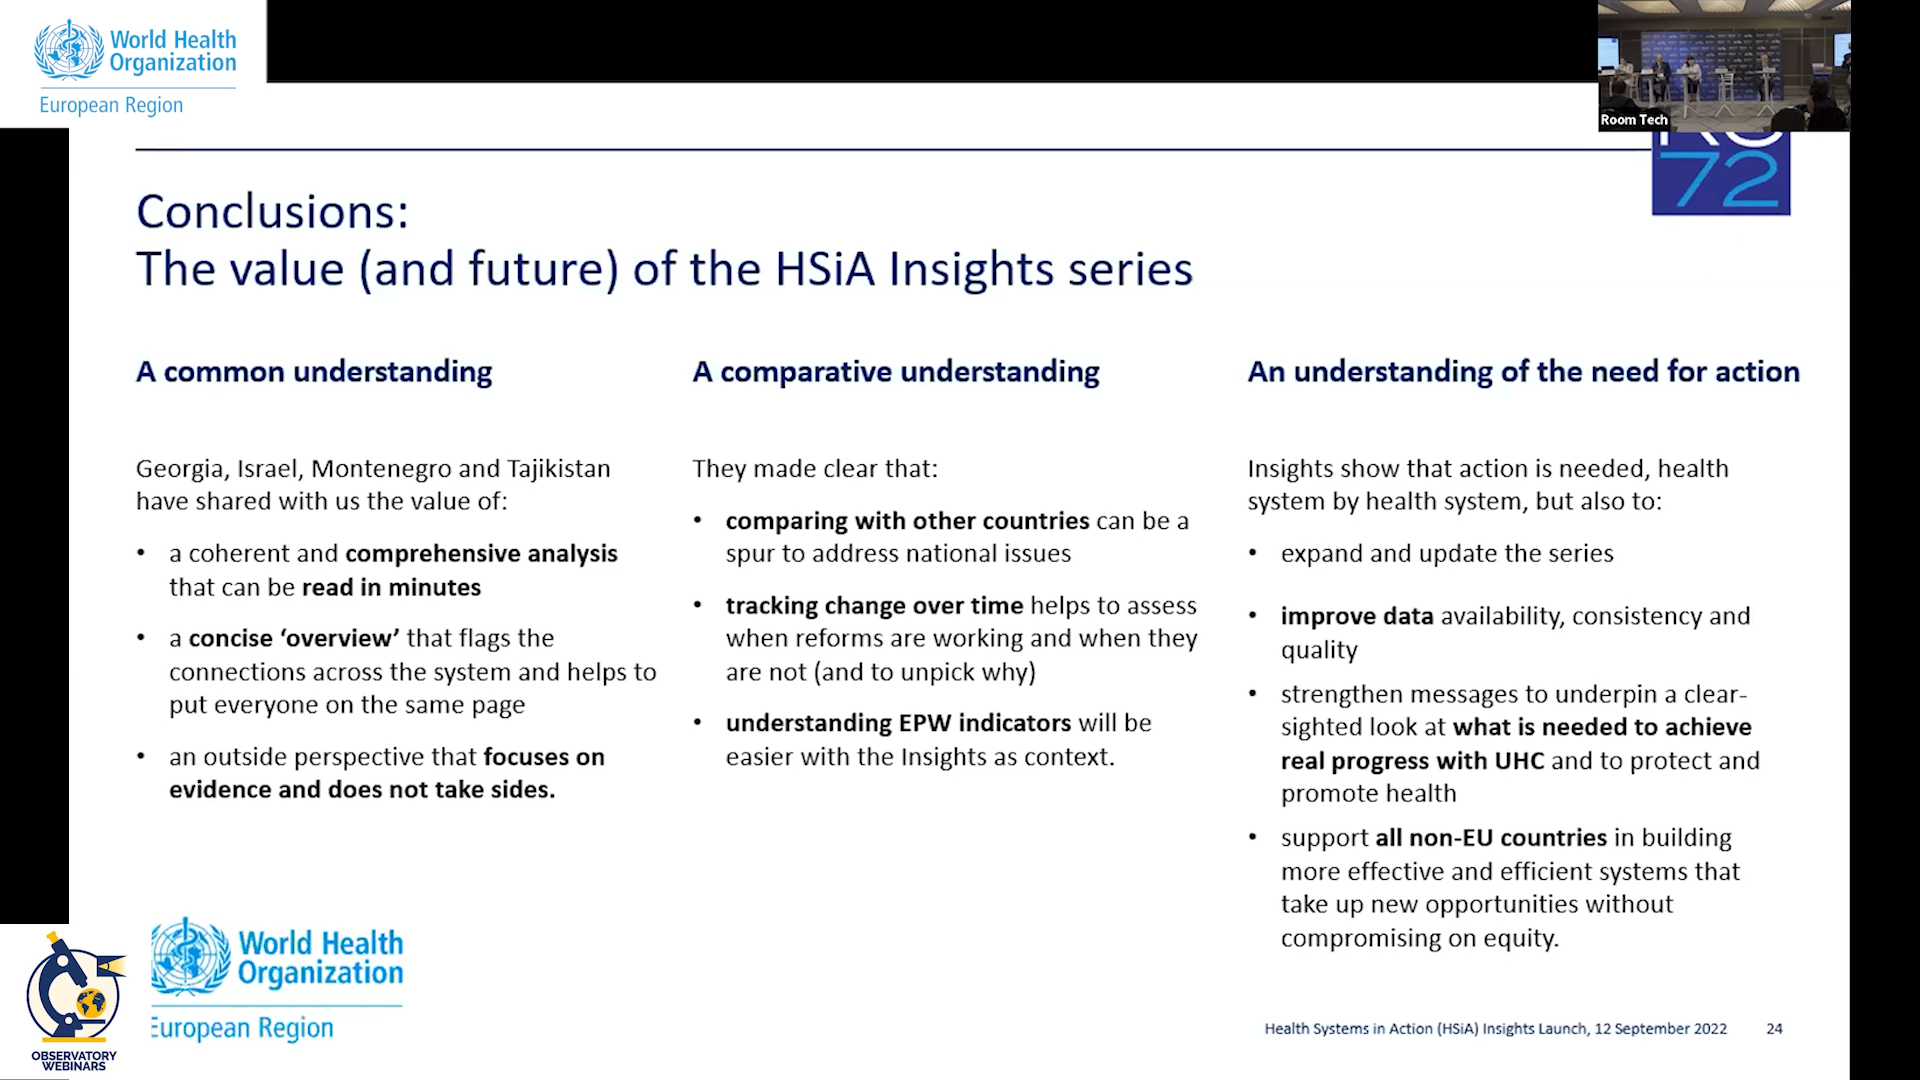 World Health
Organization
European Region
Room Tech
72
Conclusions:
The value (and future) of the HSiA Insights series
A common understanding
Georgia, Israel, Montenegro and Tajikistan
have shared with us the value of:
• a coherent and comprehensive analysis
that can be read in minutes
• a concise ‘overview’ that flags the
connections across the system and helps to
put everyone on the same page
• an outside perspective that focuses on
evidence and does not take sides.
A comparative understanding
They made clear that:
• comparing with other countries can be a
spur to address national issues
• tracking change over time helps to assess
when reforms are working and when they
are not (and to unpick why)
• understanding EPW indicators will be
easier with the Insights as context.
An understanding of the need for action
Insights show that action is needed, health
system by health system, but also to:
• expand and update the series
• improve data availability, consistency and
quality
• strengthen messages to underpin a clear-
sighted look at what is needed to achieve
real progress with UHC and to protect and
promote health
• support all non-EU countries in building
more effective and efficient systems that
take up new opportunities without
compromising on equity.
OBSERVATORY
WEBINARS
World Health
Organization
European Region
Health Systems in Action (HSiA) Insights Launch, 12 September 2022 24